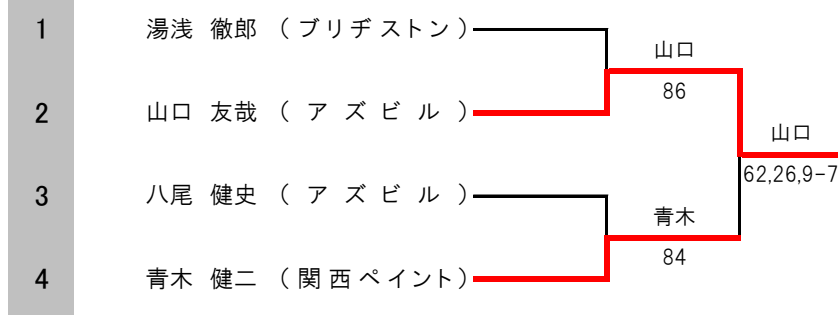 1 湯浅 徹郎 （ブリヂストン）
山口
86
2 山口 友哉 （アズビル）
山口
62,26,9-7
3 八尾 健史 （アズビル）
青木
84
4 青木 健二 （関西ペイント）